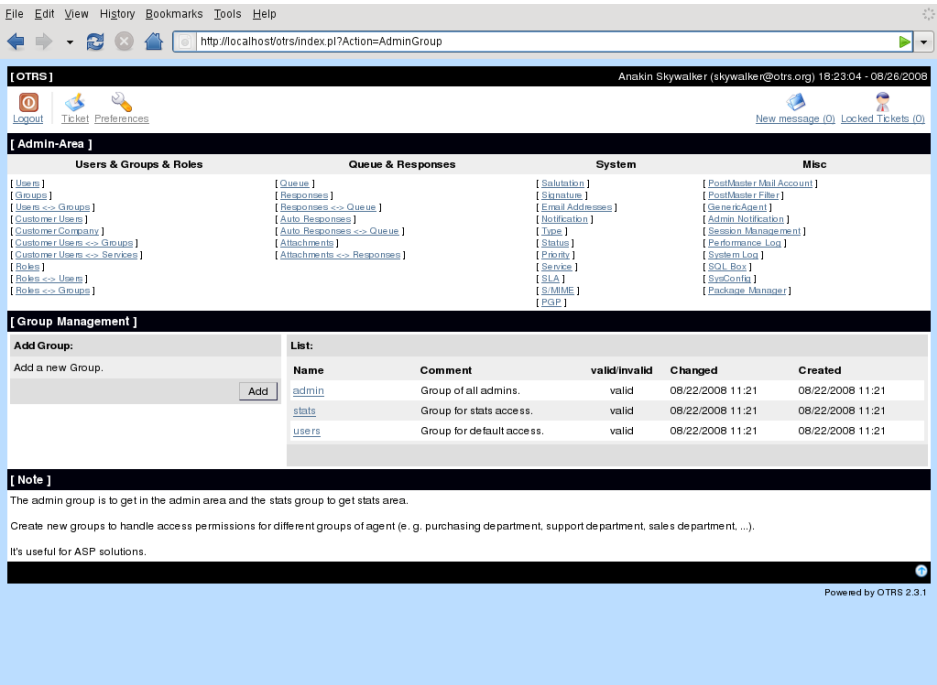 File Edit View History Bookmarks Tools Help
http://localhost/otrs/index.pl?Action=AdminGroup
[ OTRS ] Anakin Skywalker (skywalker@otrs.org) 18:23:04 - 08/26/2008
Logout Ticket Preferences New message (0) Locked Tickets (0)
[ Admin-Area ]
Users & Groups & Roles Queue & Responses System Misc
[ Users ] [ Queue ] [ Salutation ] [ PostMaster Mail Account ]
[ Groups ] [ Responses ] [ Signature ] [ PostMaster Filter ]
[ Users <-> Groups ] [ Responses <-> Queue ] [ Email Addresses ] [ GenericAgent ]
[ Customer Users ] [ Auto Responses ] [ Notification ] [ Admin Notification ]
[ Customer Company ] [ Auto Responses <-> Queue ] [ Type ] [ Session Management ]
[ Customer Users <-> Groups ] [ Attachments ] [ Status ] [ Performance Log ]
[ Customer Users <-> Services ] [ Attachments <-> Responses ] [ Priority ] [ System Log ]
[ Roles ] [ Service ] [ SQL Box ]
[ Roles <-> Users ] [ SLA ] [ SysConfig ]
[ Roles <-> Groups ] [ S/MIME ] [ Package Manager ]
[ PGP ]
[ Group Management ]
Add Group: List:
Add a new Group.
Add
Name Comment valid/invalid Changed Created
admin Group of all admins. valid 08/22/2008 11:21 08/22/2008 11:21
stats Group for stats access. valid 08/22/2008 11:21 08/22/2008 11:21
users Group for default access. valid 08/22/2008 11:21 08/22/2008 11:21
[ Note ]
The admin group is to get in the admin area and the stats group to get stats area.
Create new groups to handle access permissions for different groups of agent (e. g. purchasing department, support department, sales department, ...).
It's useful for ASP solutions.
Powered by OTRS 2.3.1